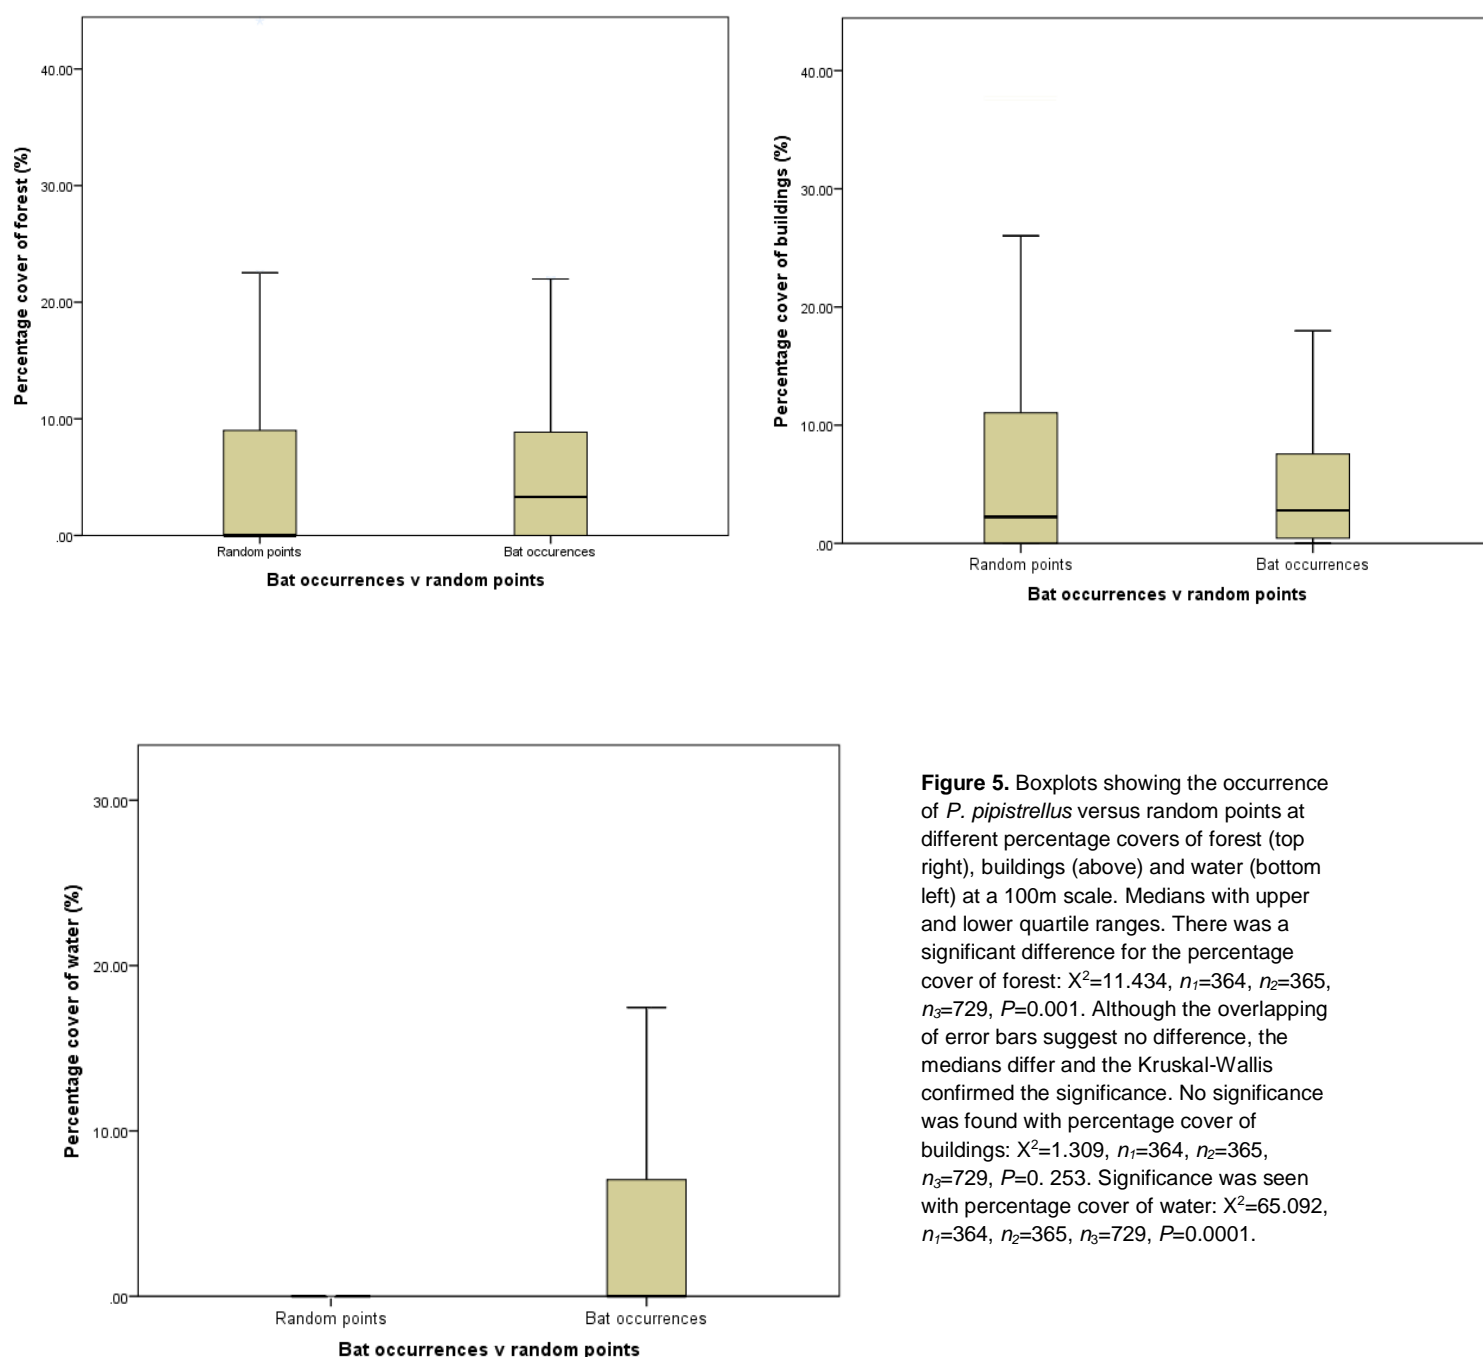 40.00
30.00
20.00
10.00
.00
Percentage cover of forest (%)
Random points
Bat occurences
Bat occurrences v random points
40.00
30.00
20.00
10.00
.00
Percentage cover of buildings (%)
Random points
Bat occurrences
Bat occurrences v random points
30.00
20.00
10.00
.00
Percentage cover of water (%)
Random points
Bat occurrences
Bat occurrences v random points
Figure 5. Boxplots showing the occurrence
of P. pipistrellus versus random points at
different percentage covers of forest (top
right), buildings (above) and water (bottom
left) at a 100m scale. Medians with upper
and lower quartile ranges. There was a
significant difference for the percentage
cover of forest: X²=11.434, n₁=364, n₂=365,
n₃=729, P=0.001. Although the overlapping
of error bars suggest no difference, the
medians differ and the Kruskal-Wallis
confirmed the significance. No significance
was found with percentage cover of
buildings: X²=1.309, n₁=364, n₂=365,
n₃=729, P=0. 253. Significance was seen
with percentage cover of water: X²=65.092,
n₁=364, n₂=365, n₃=729, P=0.0001.